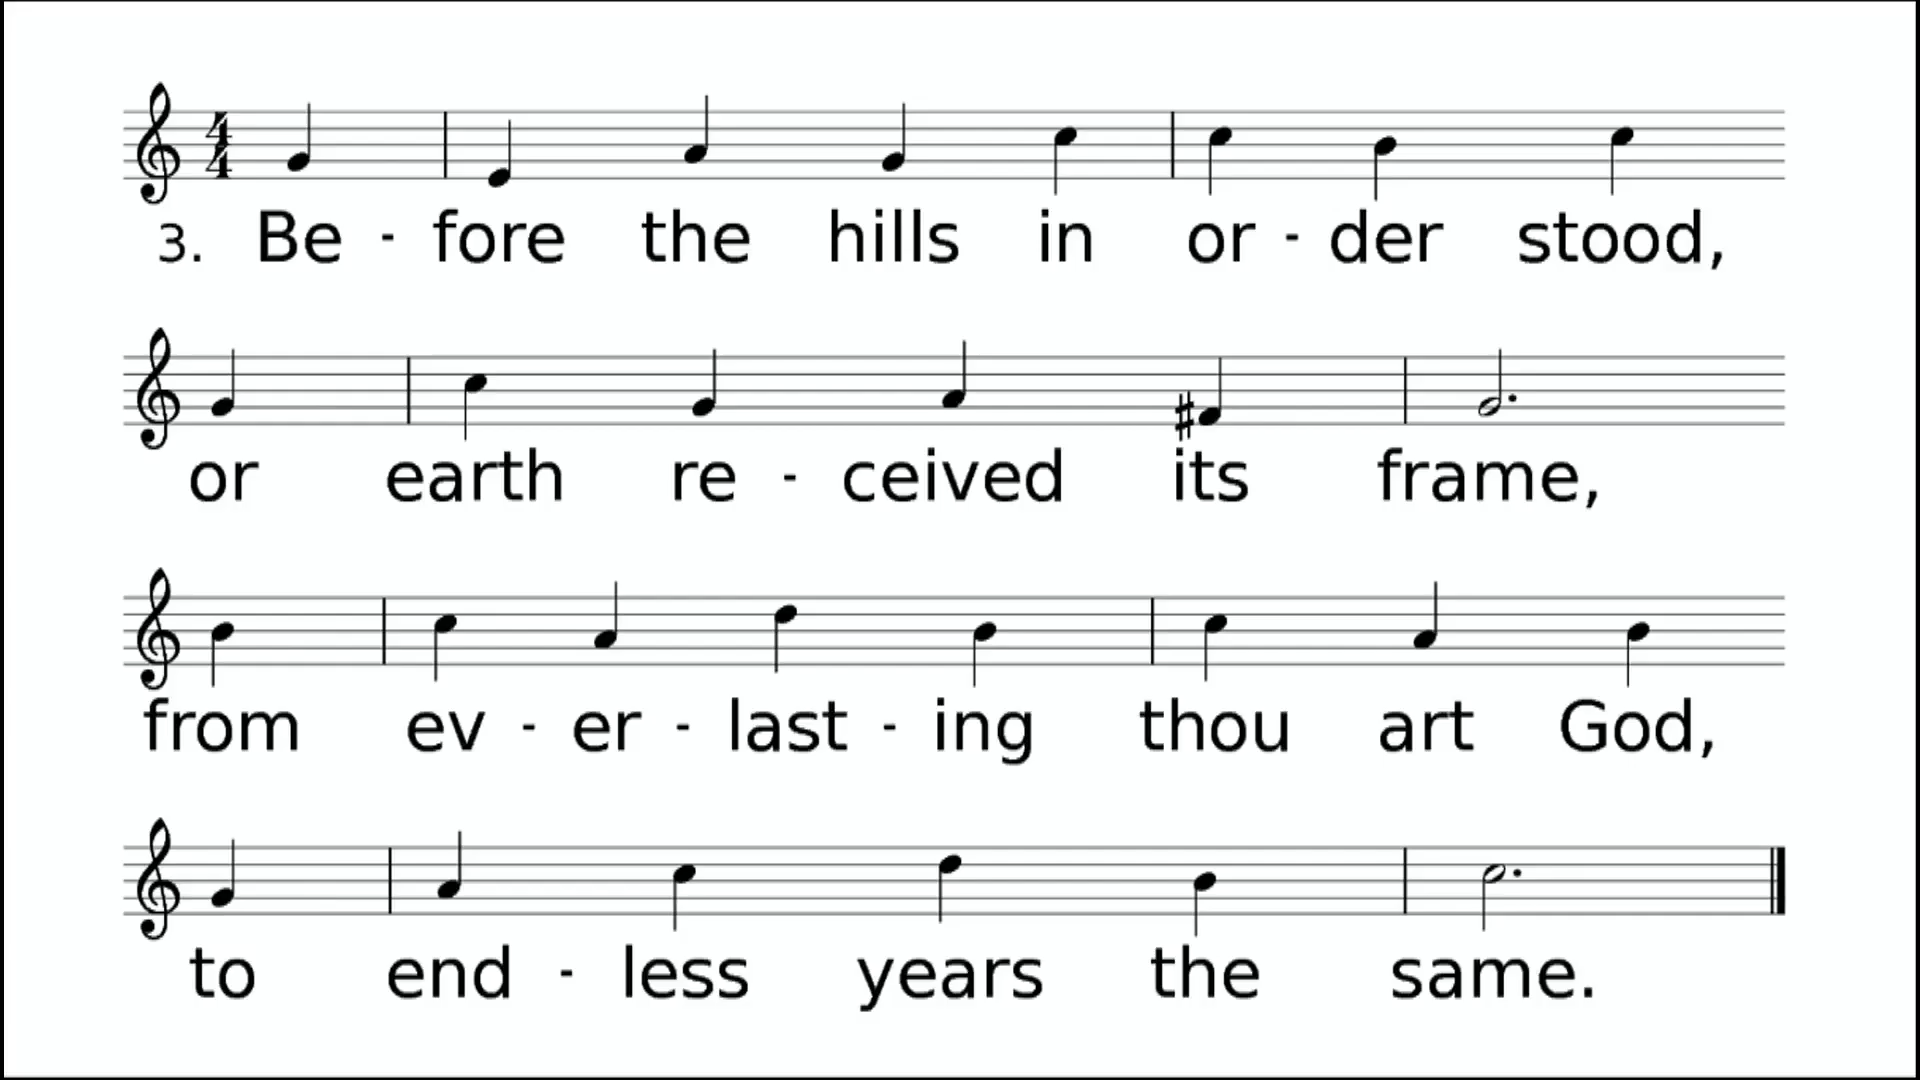 3. Be - fore the hills in or - der stood,
or earth re - ceived its frame,
from ev - er - last - ing thou art God,
to end - less years the same.